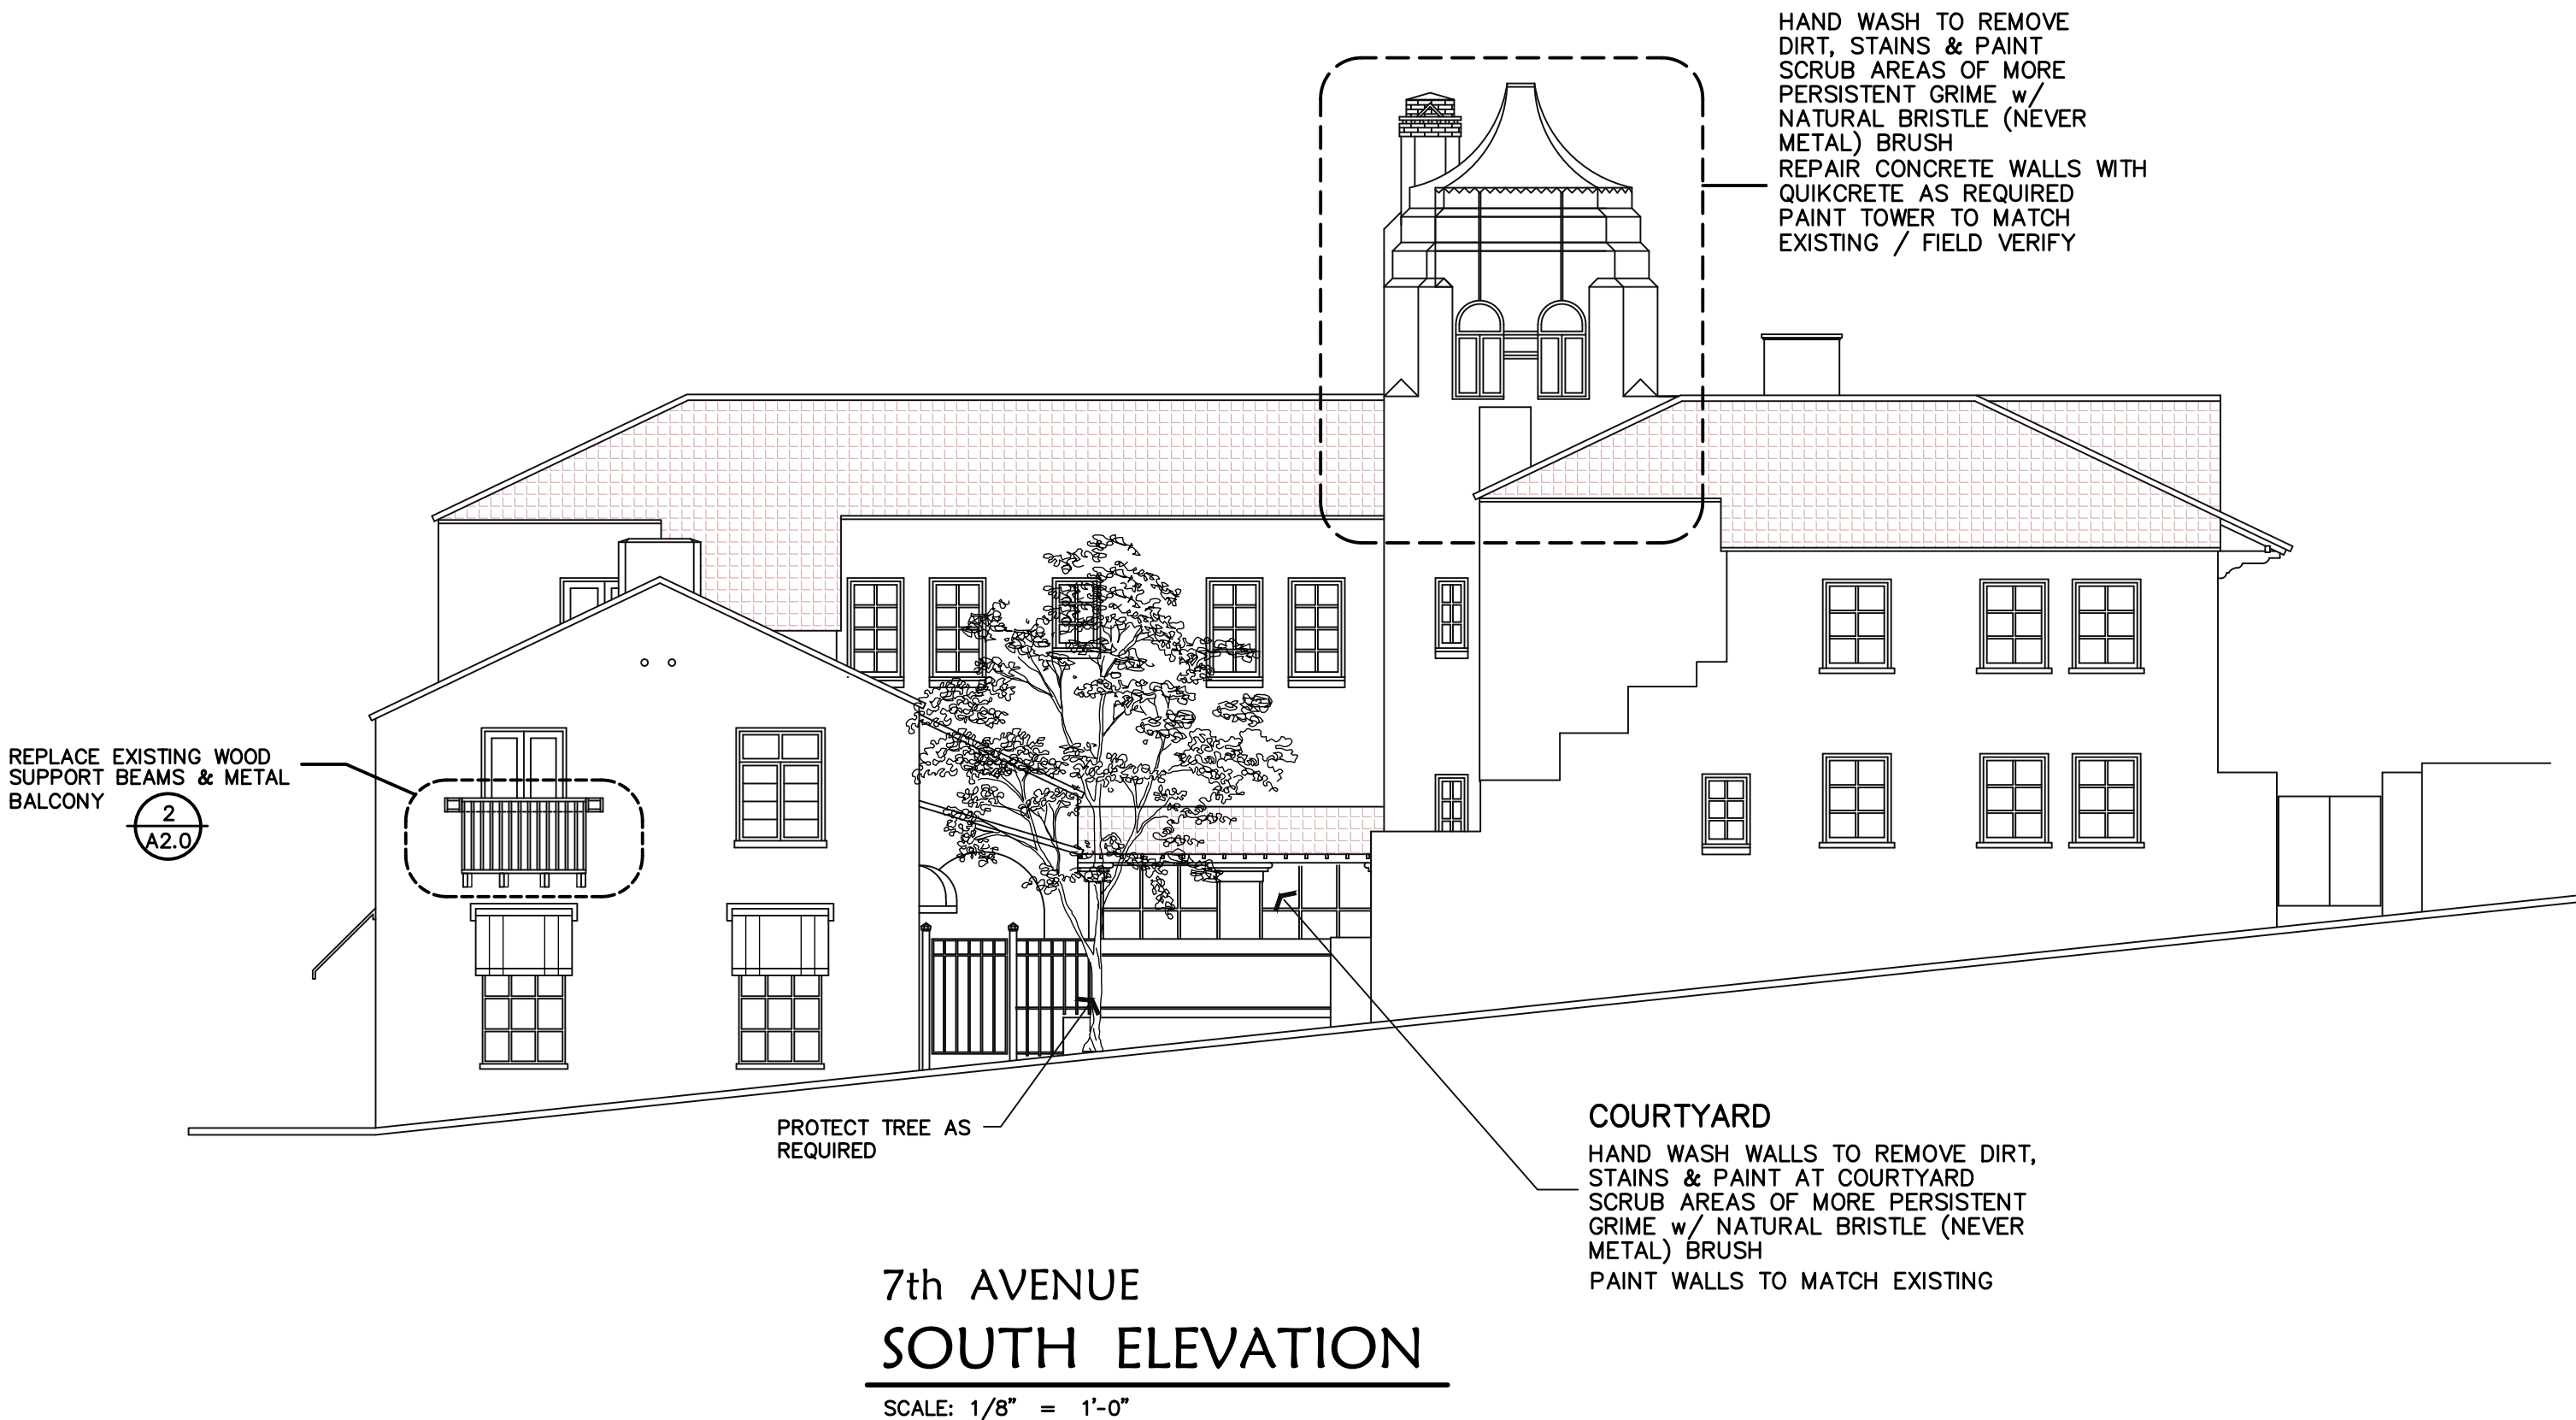 HAND WASH TO REMOVE
DIRT, STAINS & PAINT
SCRUB AREAS OF MORE
PERSISTENT GRIME w/
NATURAL BRISTLE (NEVER
METAL) BRUSH
REPAIR CONCRETE WALLS WITH
QUIKCRETE AS REQUIRED
PAINT TOWER TO MATCH
EXISTING / FIELD VERIFY
REPLACE EXISTING WOOD
SUPPORT BEAMS & METAL
BALCONY
2
A2.0
PROTECT TREE AS
REQUIRED
COURTYARD
HAND WASH WALLS TO REMOVE DIRT,
STAINS & PAINT AT COURTYARD
SCRUB AREAS OF MORE PERSISTENT
GRIME w/ NATURAL BRISTLE (NEVER
METAL) BRUSH
PAINT WALLS TO MATCH EXISTING
7th AVENUE
SOUTH ELEVATION
SCALE: 1/8" = 1'-0"